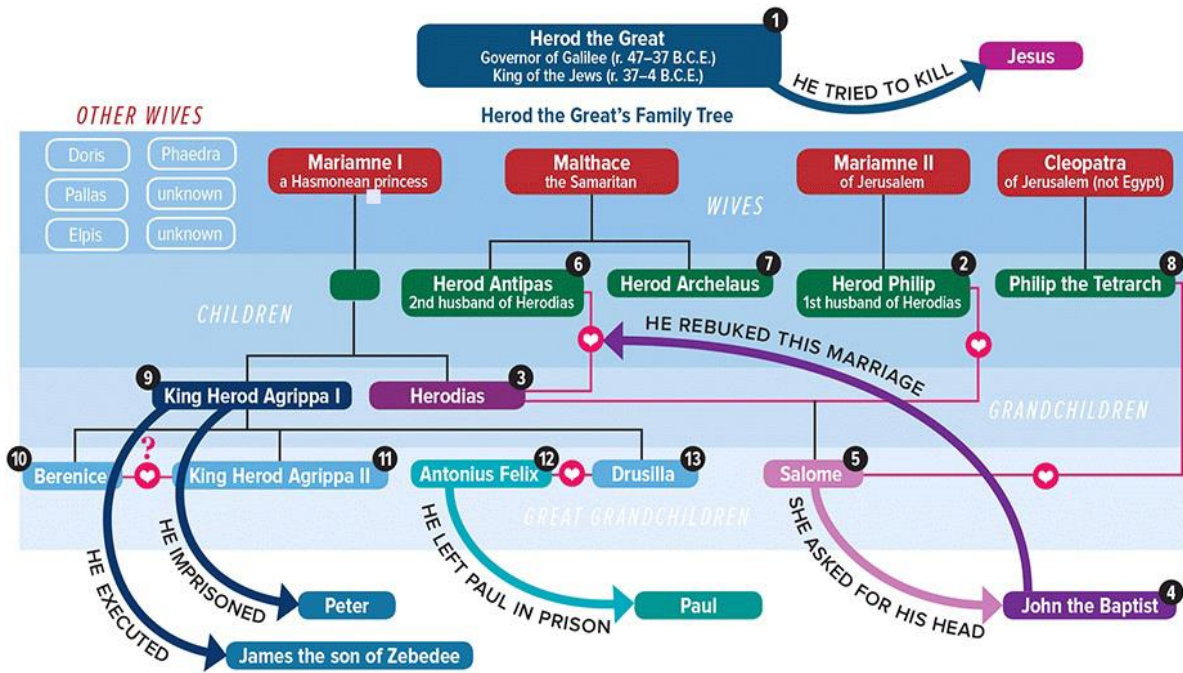 1
Herod the Great
Governor of Galilee (r. 47–37 B.C.E.)
King of the Jews (r. 37–4 B.C.E.)
HE TRIED TO KILL
Jesus
OTHER WIVES
Herod the Great's Family Tree
Doris
Phaedra
Pallas
unknown
Elpis
unknown
Mariamne I
a Hasmonean princess
Malthace
the Samaritan
Mariamne II
of Jerusalem
Cleopatra
of Jerusalem (not Egypt)
WIVES
6
Herod Antipas
2nd husband of Herodias
7
Herod Archelaus
2
Herod Philip
1st husband of Herodias
8
Philip the Tetrarch
CHILDREN
HE REBUKED THIS MARRIAGE
9
King Herod Agrippa I
3
Herodias
GRANDCHILDREN
?
10
Berenice
11
King Herod Agrippa II
12
Antonius Felix
13
Drusilla
5
Salome
GREAT GRANDCHILDREN
HE EXECUTED
HE IMPRISONED
HE LEFT PAUL IN PRISON
SHE ASKED FOR HIS HEAD
Peter
Paul
John the Baptist
4
James the son of Zebedee